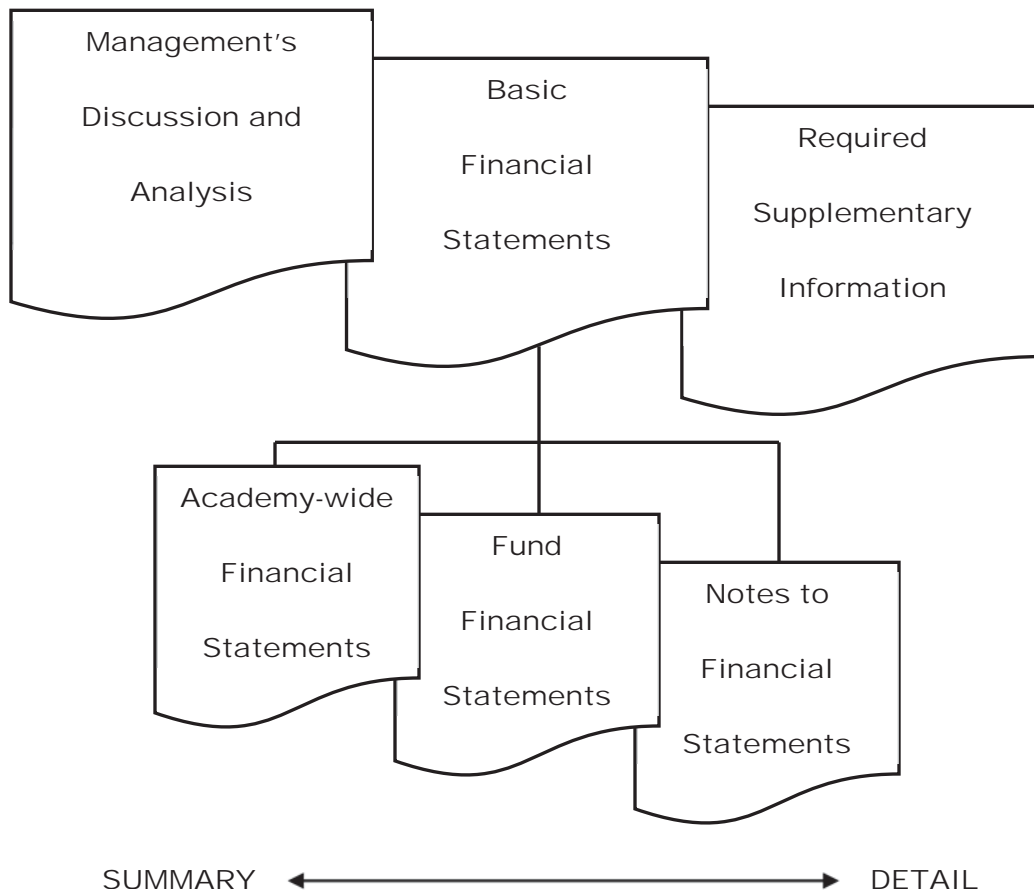 Management's
Discussion and
Analysis
Basic
Financial
Statements
Required
Supplementary
Information
Academy-wide
Financial
Statements
Fund
Financial
Statements
Notes to
Financial
Statements
SUMMARY
DETAIL